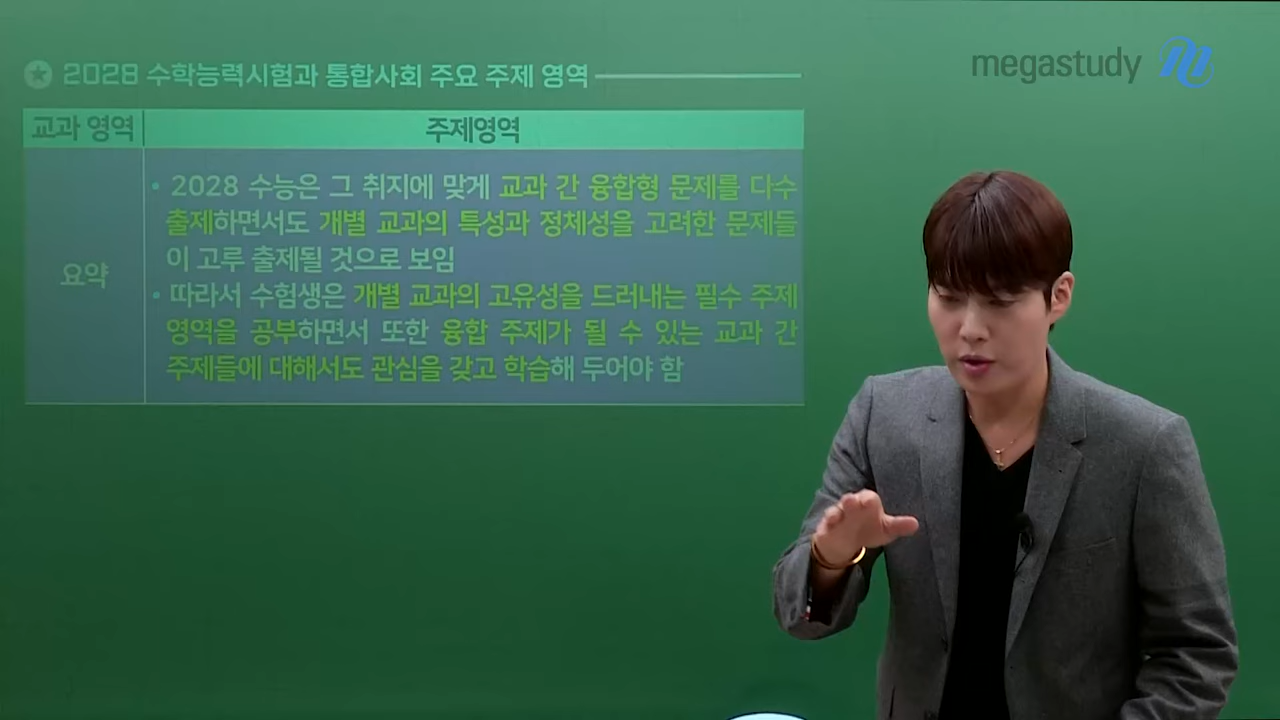 2028 수학능력시험과 통합사회 주요 주제 영역
megastudy
교과 영역 주제영역
요약
• 2028 수능은 그 취지에 맞게 교과 간 융합형 문제를 다수
출제하면서도 개별 교과의 특성과 정체성을 고려한 문제들
이 고루 출제될 것으로 보임
• 따라서 수험생은 개별 교과의 고유성을 드러내는 필수 주제
영역을 공부하면서 또한 융합 주제가 될 수 있는 교과 간
주제들에 대해서도 관심을 갖고 학습해 두어야 함